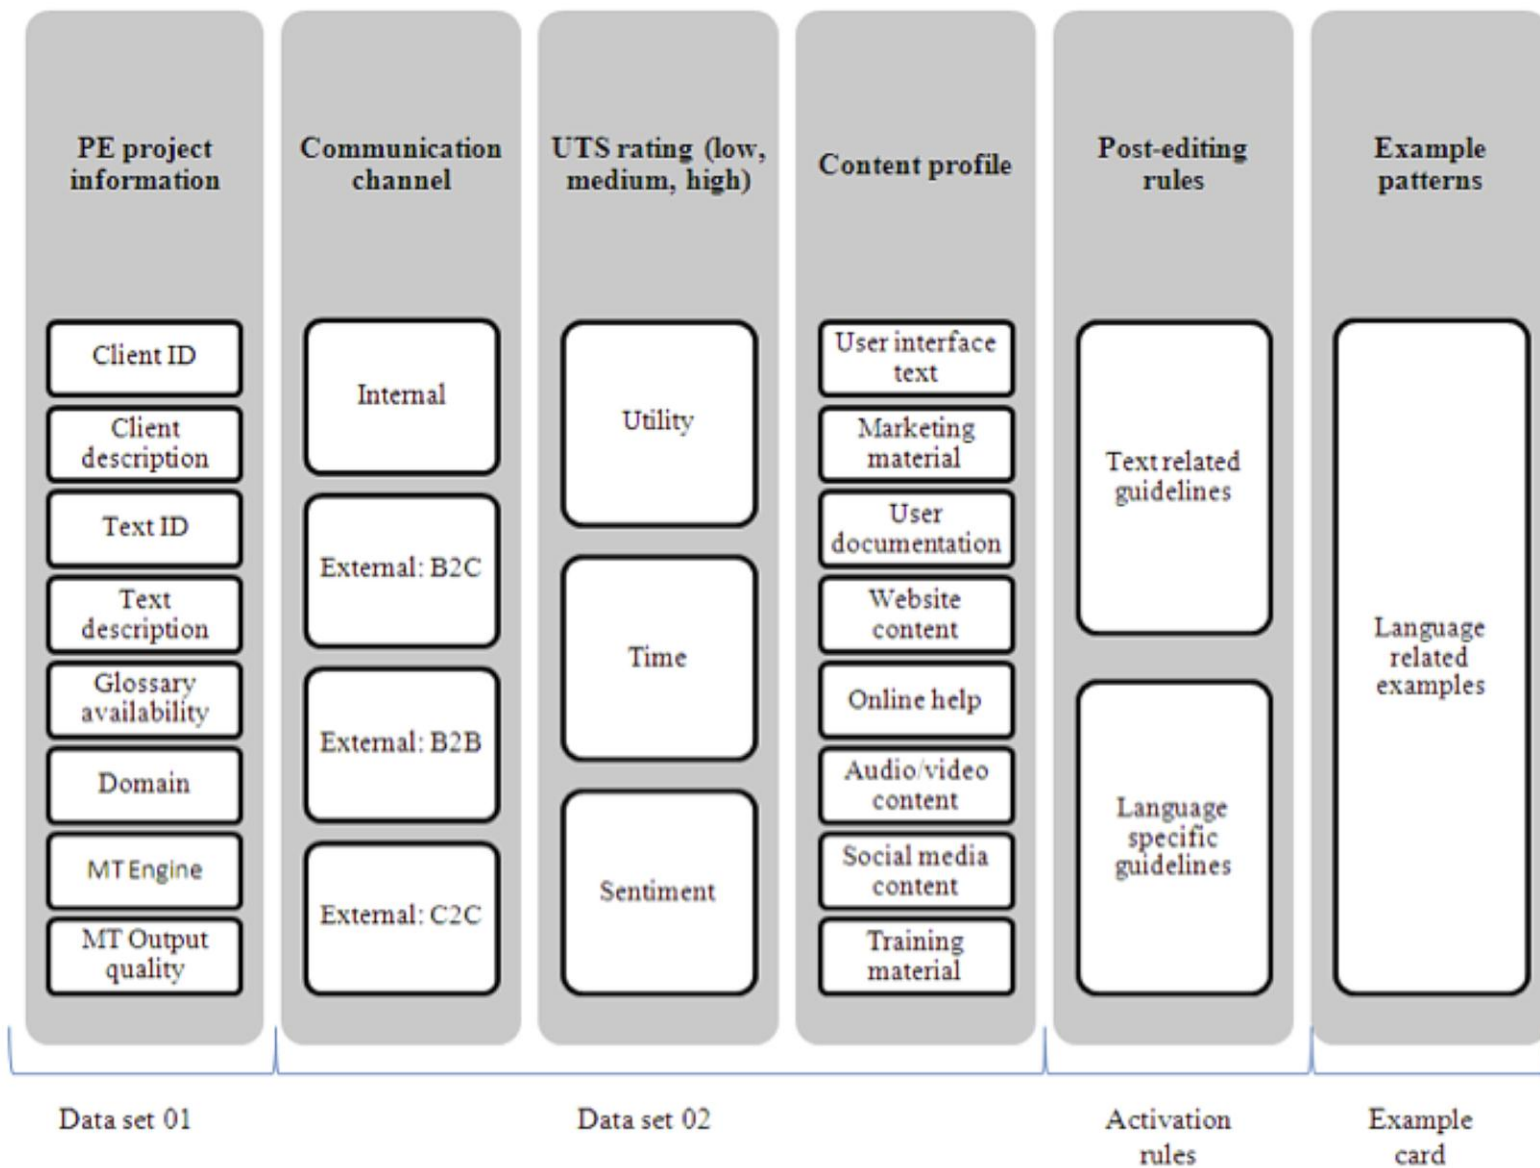 PE project
information
Client ID
Client
description
Text ID
Text
description
Glossary
availability
Domain
MT Engine
MT Output
quality
Communication
channel
Internal
External: B2C
External: B2B
External: C2C
UTS rating (low,
medium, high)
Utility
Time
Sentiment
Content profile
User interface
text
Marketing
material
User
documentation
Website
content
Online help
Audio/video
content
Social media
content
Training
material
Post-editing
rules
Text related
guidelines
Language
specific
guidelines
Example
patterns
Language
related
examples
Data set 01
Data set 02
Activation
rules
Example
card